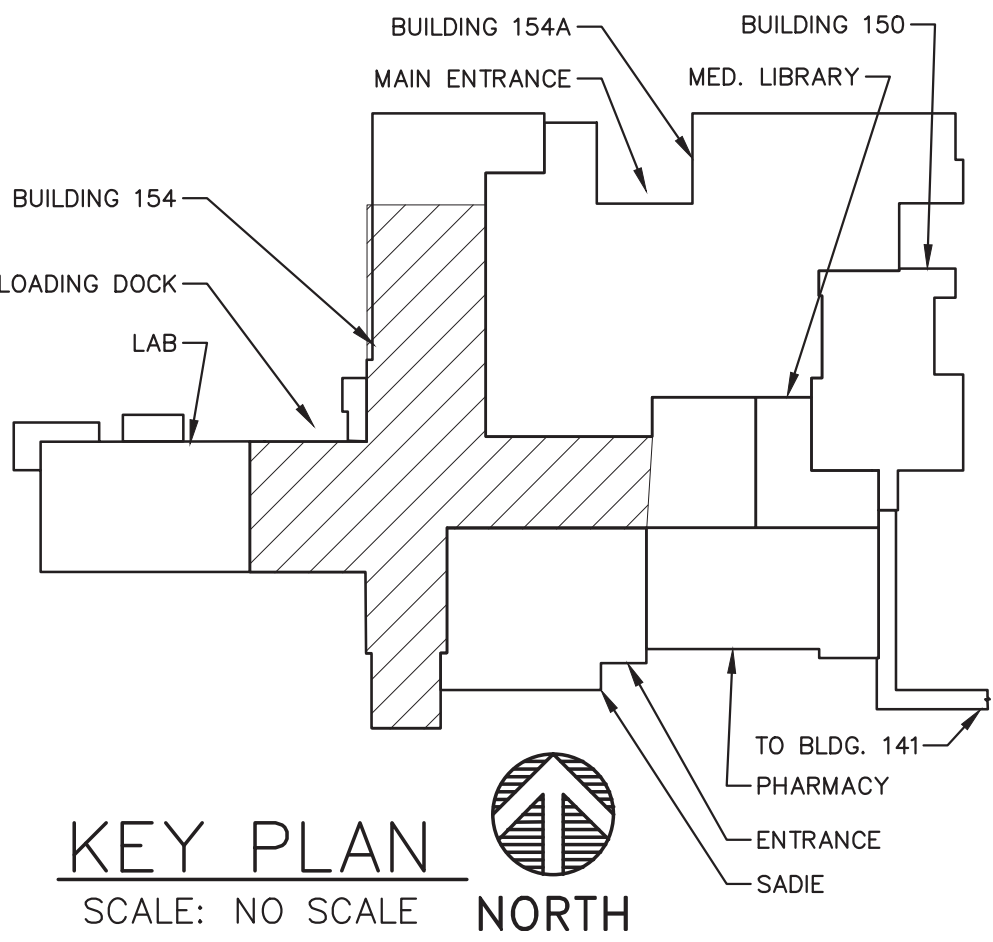 BUILDING 154A
BUILDING 150
MAIN ENTRANCE
MED. LIBRARY
BUILDING 154
LOADING DOCK
LAB
TO BLDG. 141
PHARMACY
ENTRANCE
SADIE
KEY PLAN
SCALE: NO SCALE
NORTH